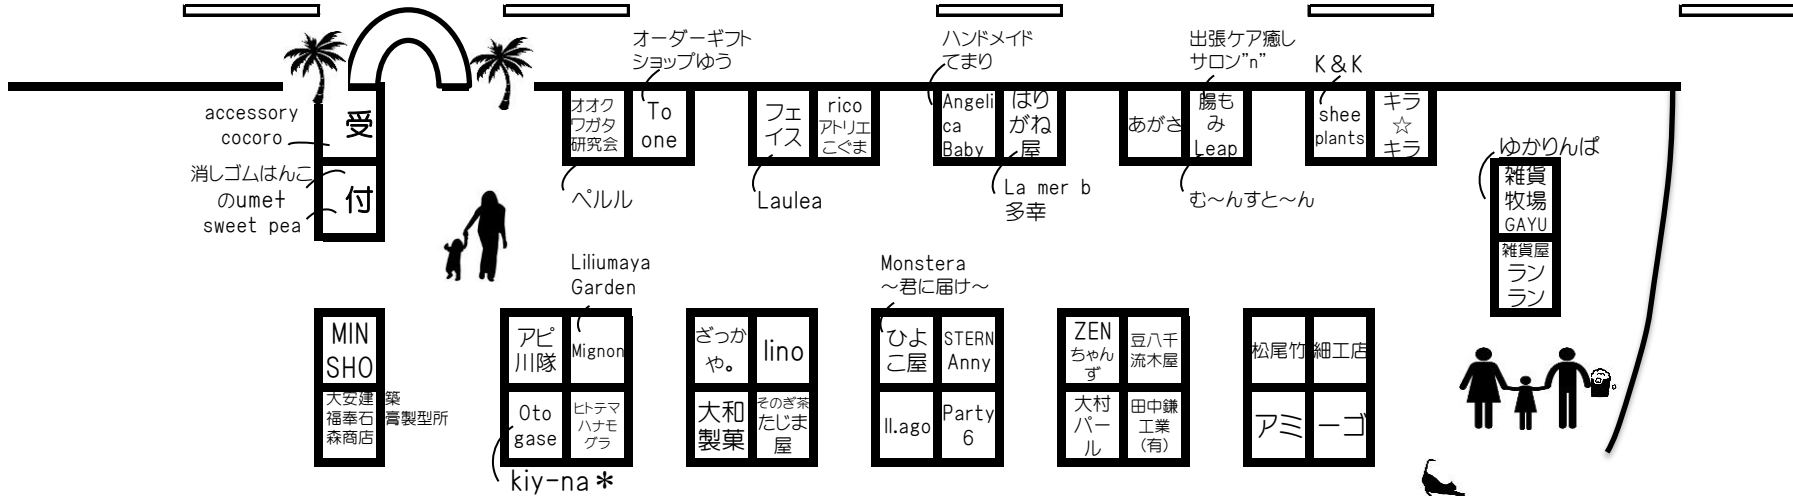 オーダーギフト
ショップゆう
ハンドメイド
てまり
出張ケア癒し
サロン”n”
K&K
accessory
cocoro
受
付
消しゴムはんこ
のume†
sweet pea
オオク
ワガタ
研究会
To
one
フェ
イス
rico
アトリエ
こぐま
Angeli
ca
Baby
はり
がね
屋
あがさ
腸も
み
Leap
shee
plants
キラ
☆
キラ
ペルル
Laulea
La mer b
多幸
む～んすと～ん
ゆかりんぱ
雑貨
牧場
GAYU
雑貨屋
ラン
ラン
Liliumaya
Garden
Monstera
～君に届け～
MIN
SHO
大安建築
福奉石膏製型所
森商店
アピ
川隊
Mignon
Oto
gase
ヒトテマ
ハナモ
グラ
kiy-na＊
ざっか
や。
lino
大和
製菓
そのぎ茶
たじま
屋
ひよ
こ屋
STERN
Anny
ll.ago
Party
6
ZEN
ちゃん
ず
豆八千
流木屋
大村
パー
ル
田中鎌
工業
(有)
松尾竹細工店
アミーゴ